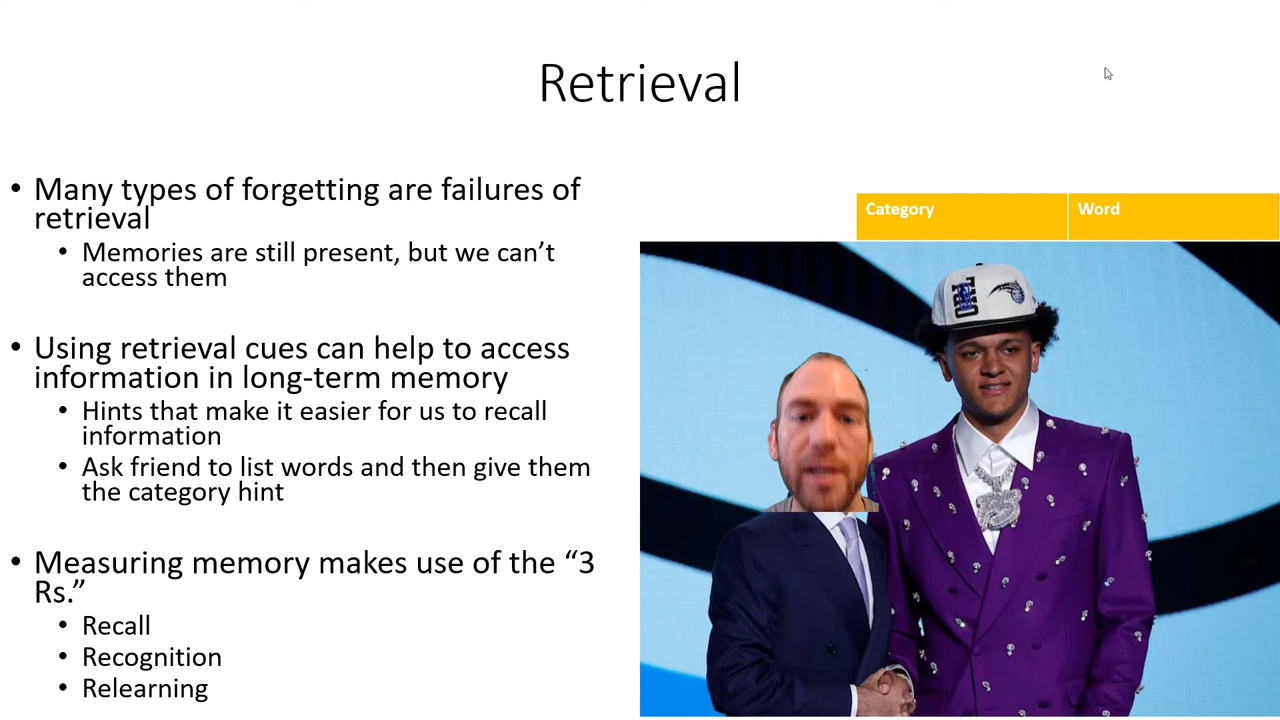 Retrieval
• Many types of forgetting are failures of
retrieval
• Memories are still present, but we can’t
access them
• Using retrieval cues can help to access
information in long-term memory
• Hints that make it easier for us to recall
information
• Ask friend to list words and then give them
the category hint
• Measuring memory makes use of the “3
Rs.”
• Recall
• Recognition
• Relearning
Category
Word